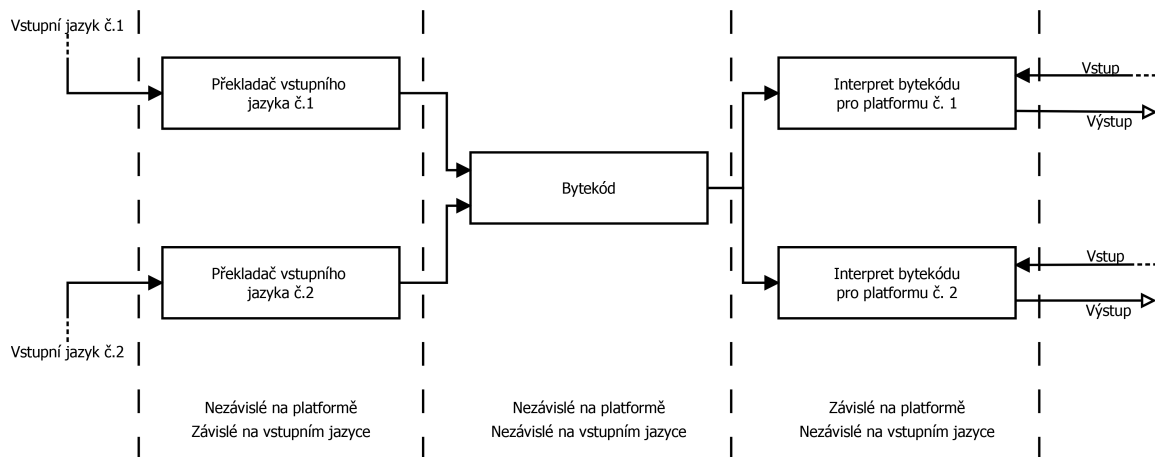 Vstupní jazyk č.1
Překladač vstupního
jazyka č.1
Interpret bytekódu
pro platformu č. 1
Vstup
Výstup
Bytekód
Překladač vstupního
jazyka č.2
Interpret bytekódu
pro platformu č. 2
Vstup
Výstup
Vstupní jazyk č.2
Nezávislé na platformě
Závislé na vstupním jazyce
Nezávislé na platformě
Nezávislé na vstupním jazyce
Závislé na platformě
Nezávislé na vstupním jazyce